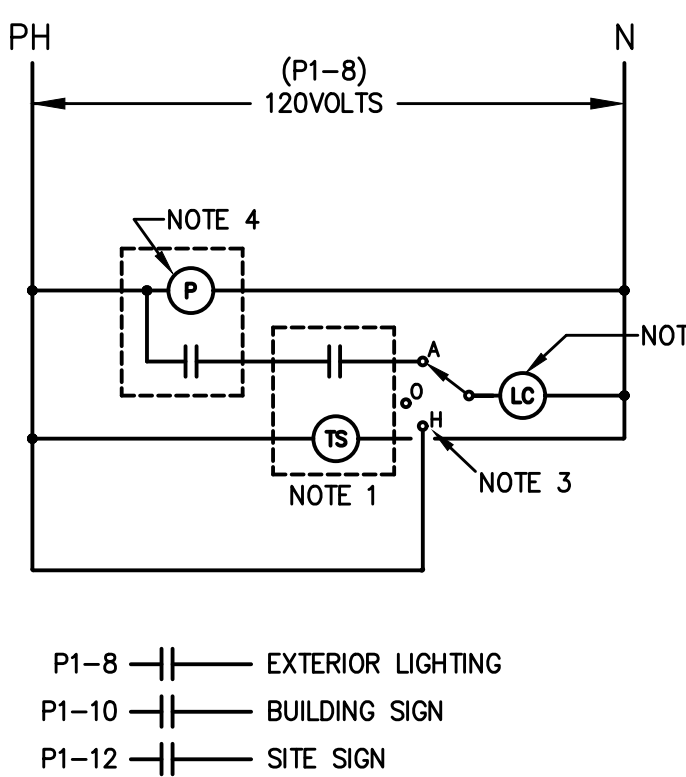 PH
N
(P1-8)
120VOLTS
NOTE 4
P
A
O
LC
H
TS
NOTE 3
NOTE 1
P1-8 EXTERIOR LIGHTING
P1-10 BUILDING SIGN
P1-12 SITE SIGN